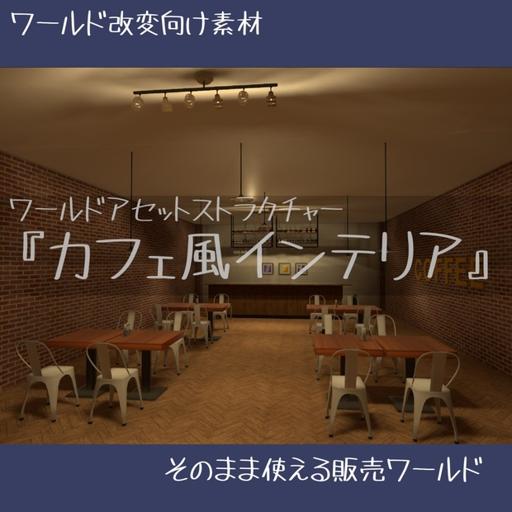 ワールド改変向け素材
ワールドアセットストラクチャー
『カフェ風インテリア』
COFFEE
そのまま使える販売ワールド